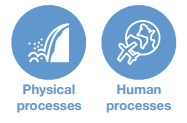 Physical
processes
Human
processes